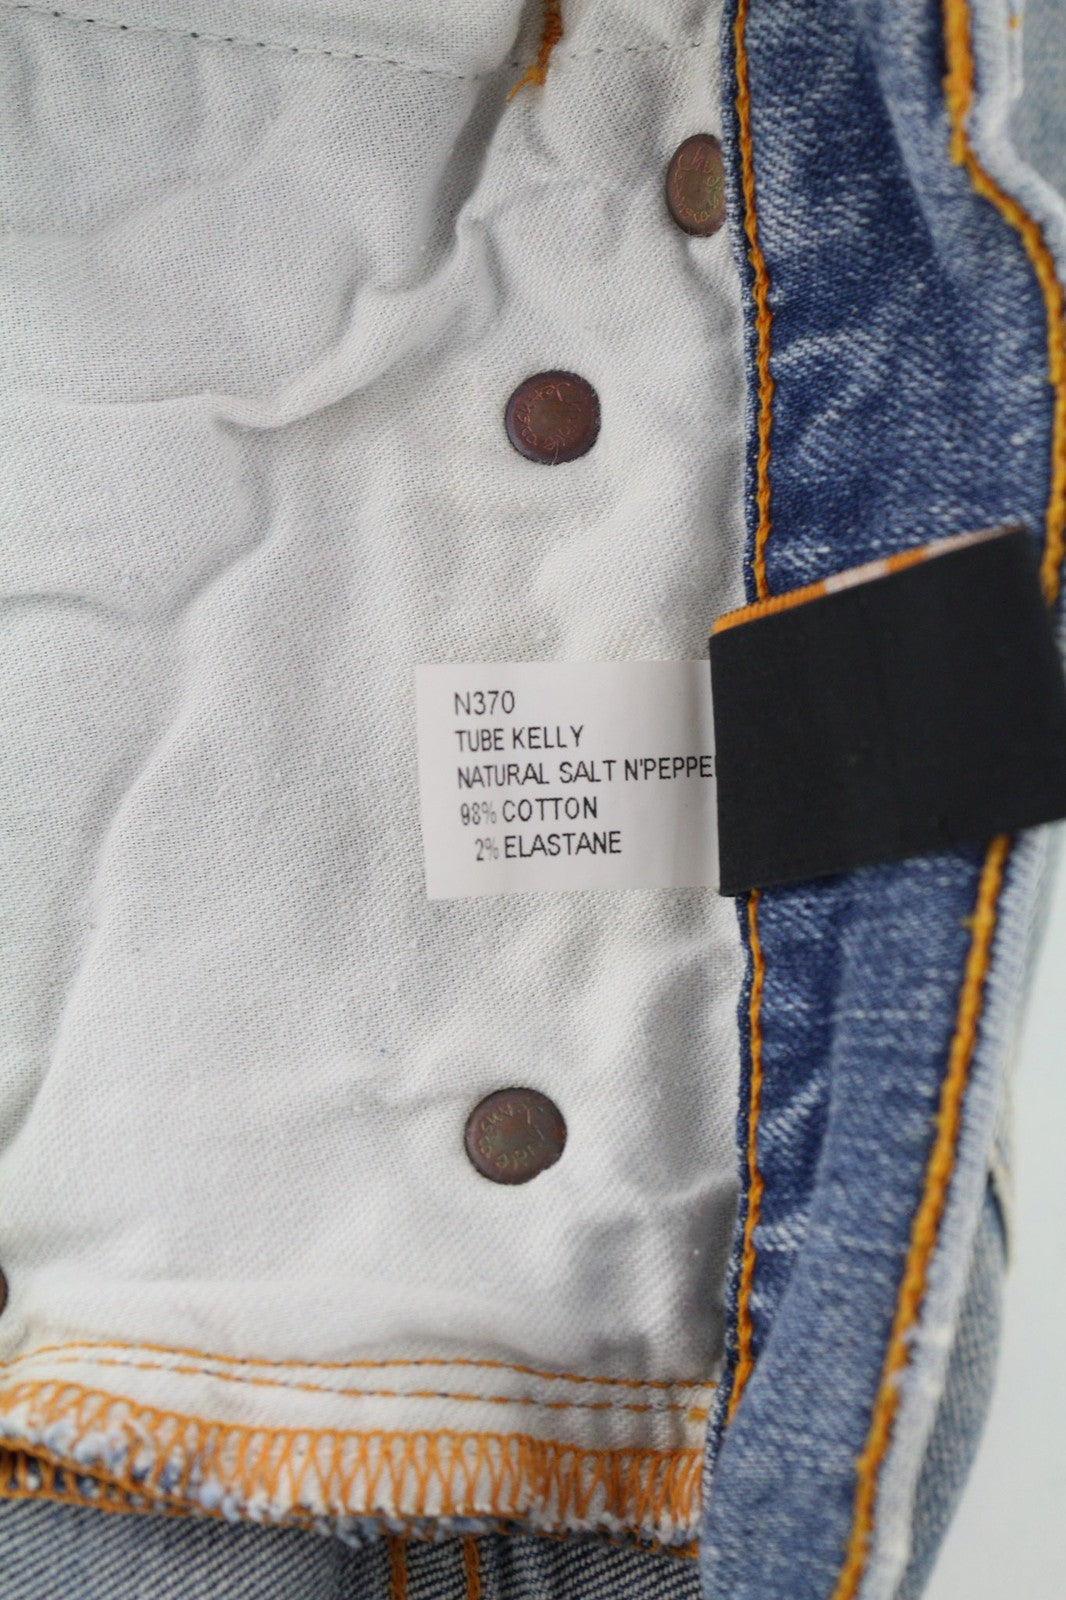 N370
TUBE KELLY
NATURAL SALT N'PEPPE
98% COTTON
2% ELASTANE